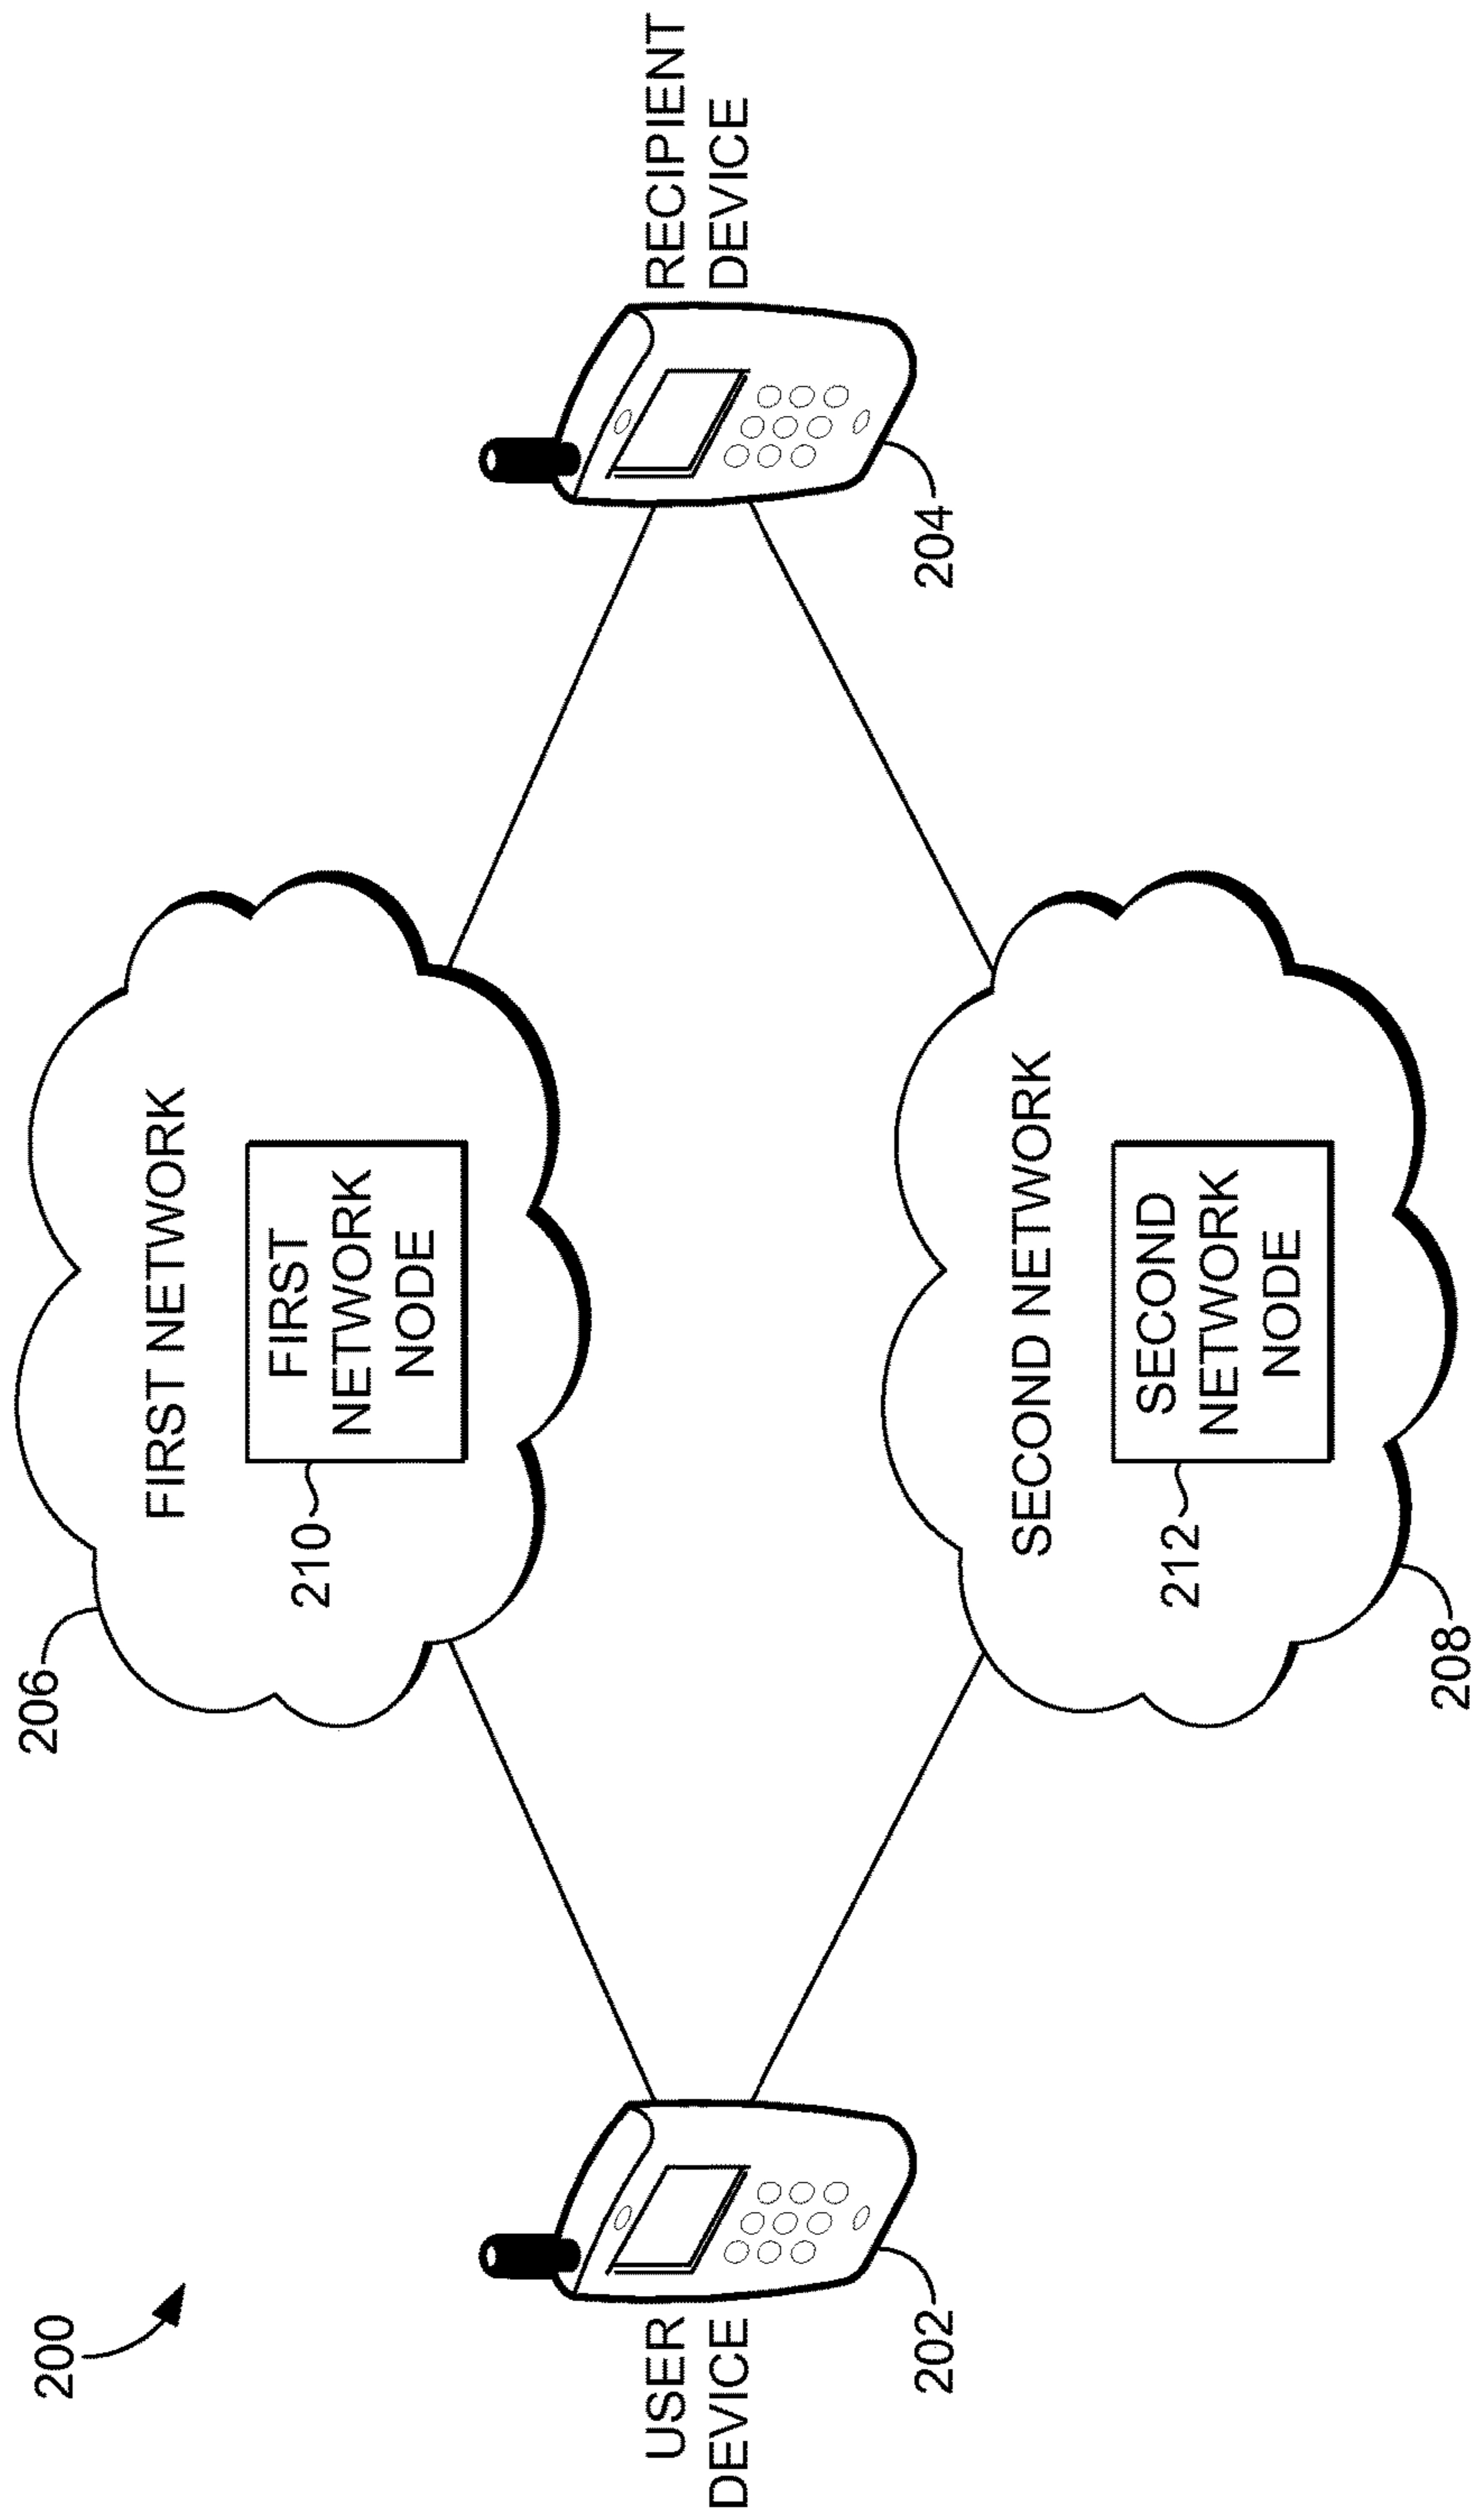 200
206
FIRST NETWORK
210
FIRST
NETWORK
NODE
USER
DEVICE
202
RECIPIENT
DEVICE
204
SECOND NETWORK
212
SECOND
NETWORK
NODE
208